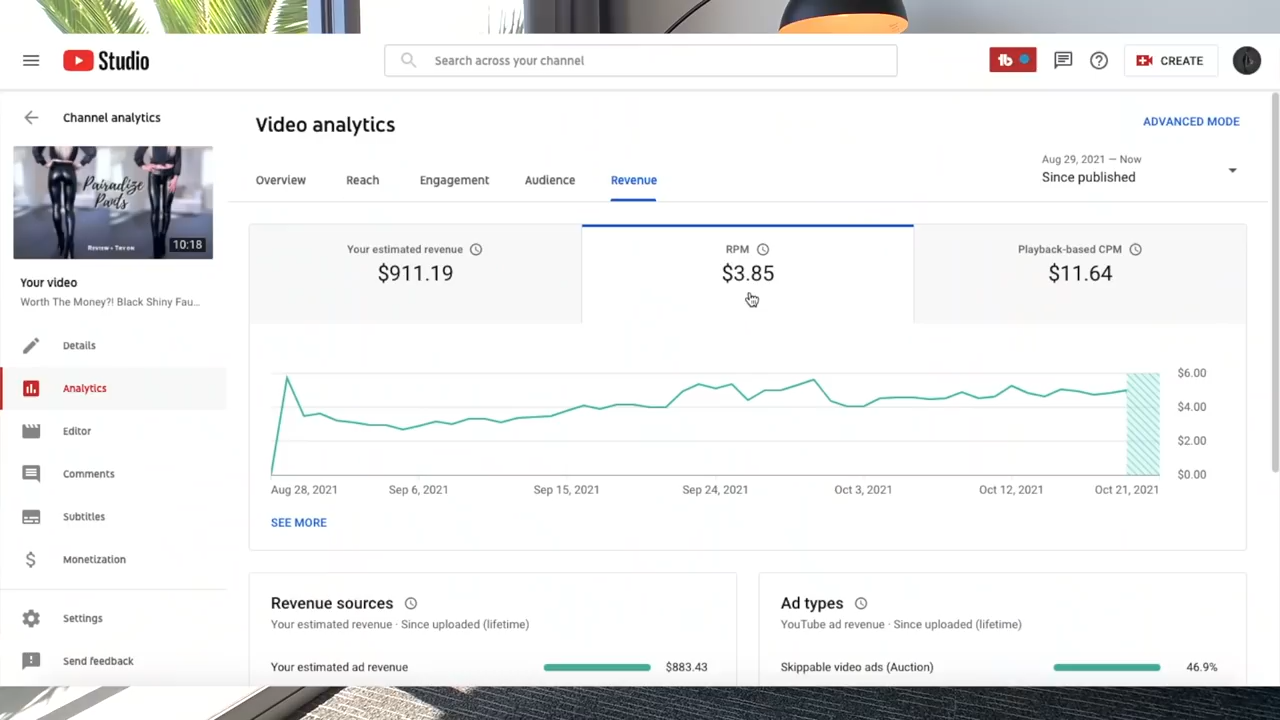 Studio
Search across your channel
tb
CREATE
Channel analytics
Pairadize
Pants
Review + Try on
10:18
Your video
Worth The Money?! Black Shiny Fau...
Details
Analytics
Editor
Comments
Subtitles
Monetization
Settings
Send feedback
Video analytics
ADVANCED MODE
Overview
Reach
Engagement
Audience
Revenue
Aug 29, 2021 — Now
Since published
Your estimated revenue
$911.19
RPM
$3.85
Playback-based CPM
$11.64
$6.00
$4.00
$2.00
$0.00
Aug 28, 2021
Sep 6, 2021
Sep 15, 2021
Sep 24, 2021
Oct 3, 2021
Oct 12, 2021
Oct 21, 2021
SEE MORE
Revenue sources
Your estimated revenue · Since uploaded (lifetime)
Your estimated ad revenue
$883.43
Ad types
YouTube ad revenue · Since uploaded (lifetime)
Skippable video ads (Auction)
46.9%